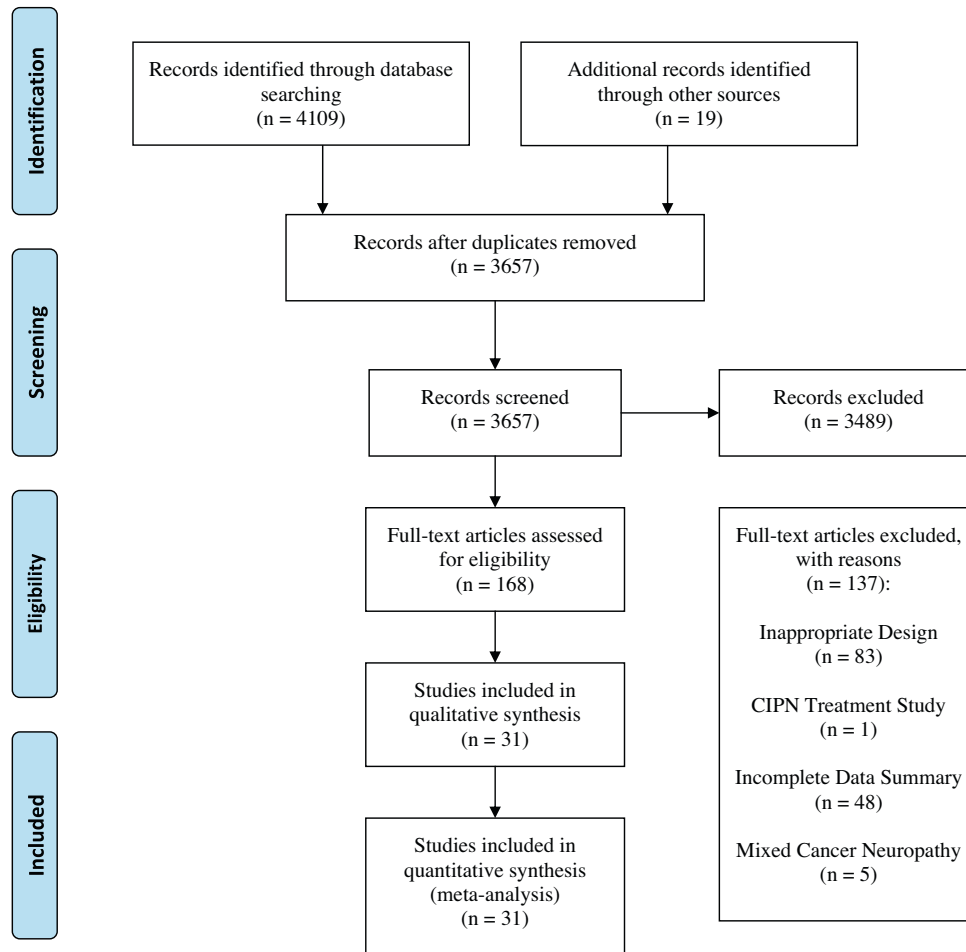 Identification
Records identified through database
searching
(n = 4109)
Additional records identified
through other sources
(n = 19)
Records after duplicates removed
(n = 3657)
Screening
Records screened
(n = 3657)
Records excluded
(n = 3489)
Eligibility
Full-text articles assessed
for eligibility
(n = 168)
Full-text articles excluded,
with reasons
(n = 137):
Inappropriate Design
(n = 83)
CIPN Treatment Study
(n = 1)
Incomplete Data Summary
(n = 48)
Mixed Cancer Neuropathy
(n = 5)
Studies included in
qualitative synthesis
(n = 31)
Included
Studies included in
quantitative synthesis
(meta-analysis)
(n = 31)